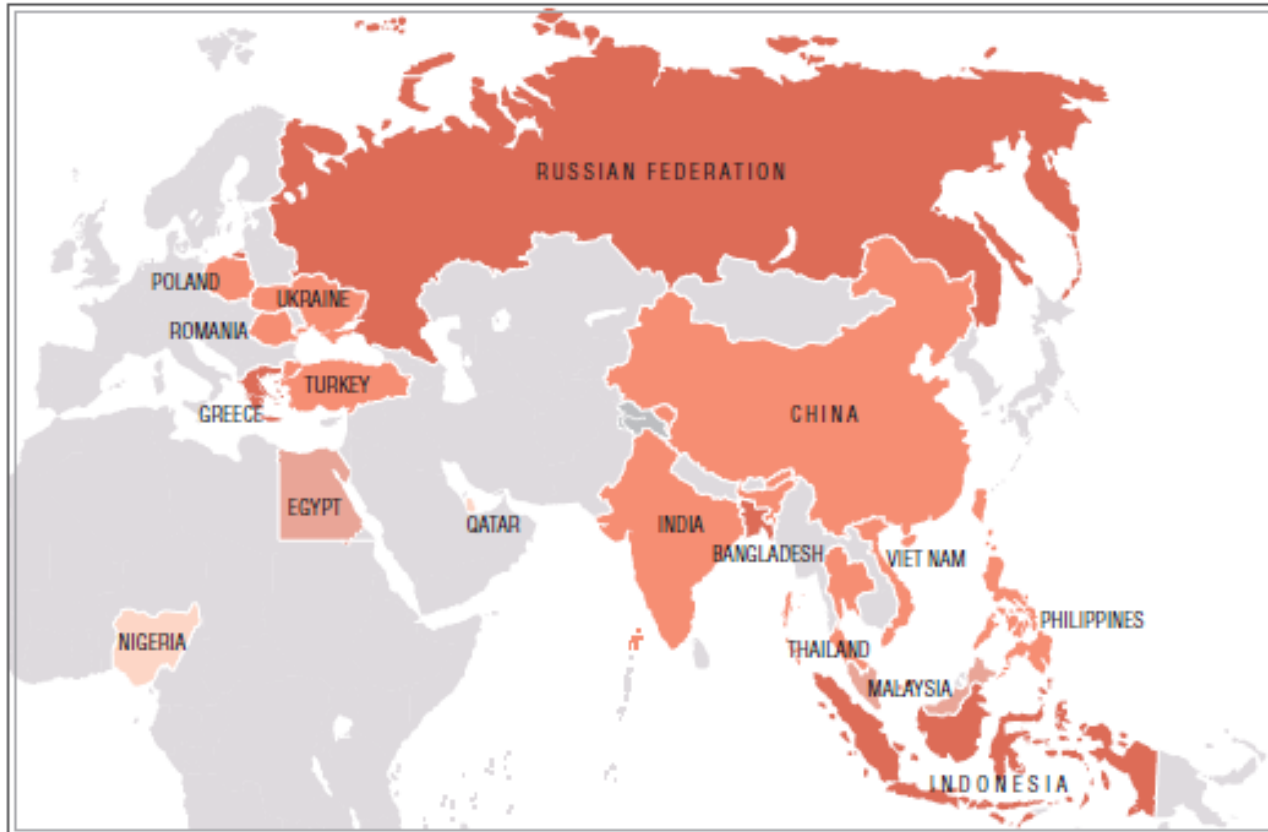 RUSSIAN FEDERATION
POLAND
UKRAINE
ROMANIA
TURKEY
GREECE
CHINA
EGYPT
QATAR
INDIA
BANGLADESH
VIET NAM
PHILIPPINES
NIGERIA
THAILAND
MALAYSIA
INDONESIA